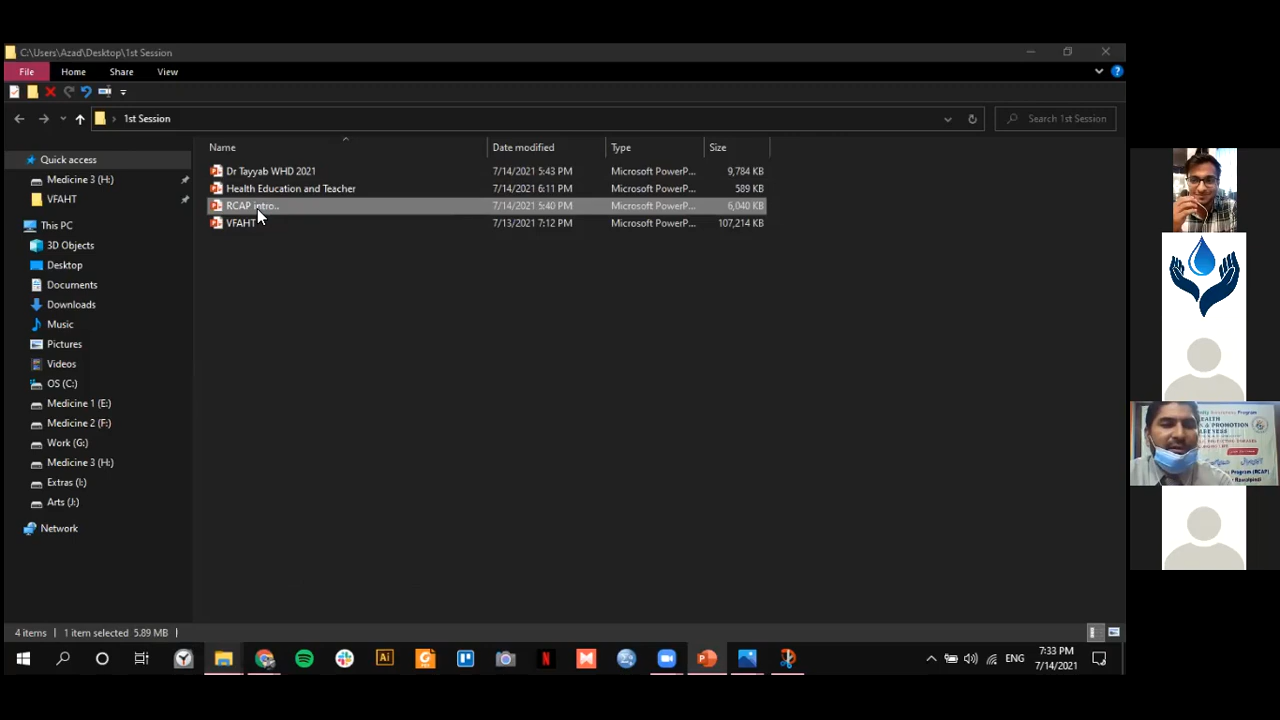 C:\Users\Azad\Desktop\1st Session
File Home Share View
1st Session
Search 1st Session
Name Date modified Type Size
Quick access
Medicine 3 (H:)
VFAHT
This PC
3D Objects
Desktop
Documents
Downloads
Music
Pictures
Videos
OS (C:)
Medicine 1 (E:)
Medicine 2 (F:)
Work (G:)
Medicine 3 (H:)
Extras (I:)
Arts (J:)
Network
Dr Tayyab WHD 2021 7/14/2021 5:43 PM Microsoft PowerP... 9,784 KB
Health Education and Teacher 7/14/2021 6:11 PM Microsoft PowerP... 589 KB
RCAP intro.. 7/14/2021 5:40 PM Microsoft PowerP... 6,040 KB
VFAHT 7/13/2021 7:12 PM Microsoft PowerP... 107,214 KB
Awareness Program
& PROMOTION
Program (RCAP)
Rawalpindi
4 items 1 item selected 5.89 MB
ENG
7:33 PM
7/14/2021